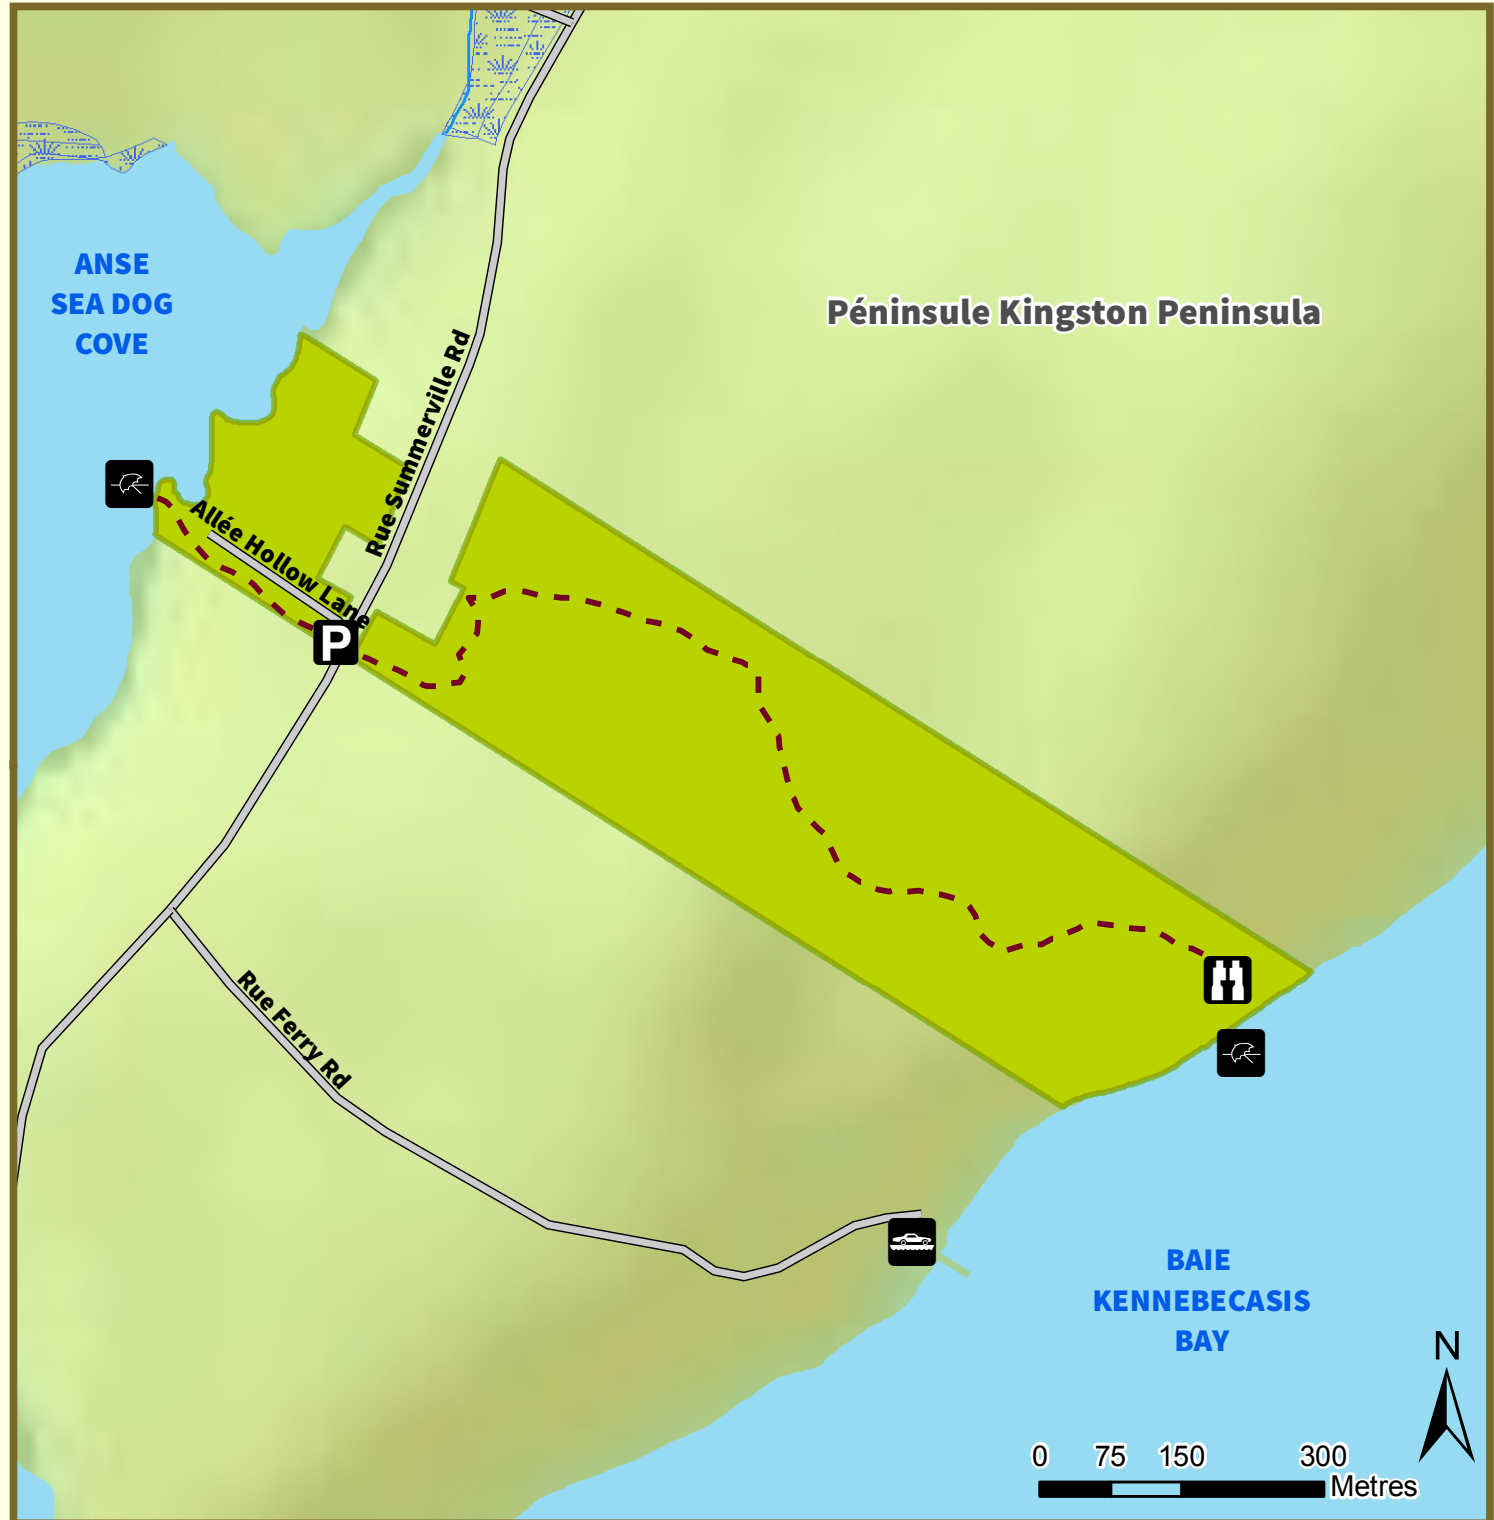 ANSE
SEA DOG
COVE
Péninsule Kingston Peninsula
Rue Summerville Rd
Allée Hollow Lane
P
Rue Ferry Rd
BAIE
KENNEBECASIS
BAY
N
0 75 150 300
Metres